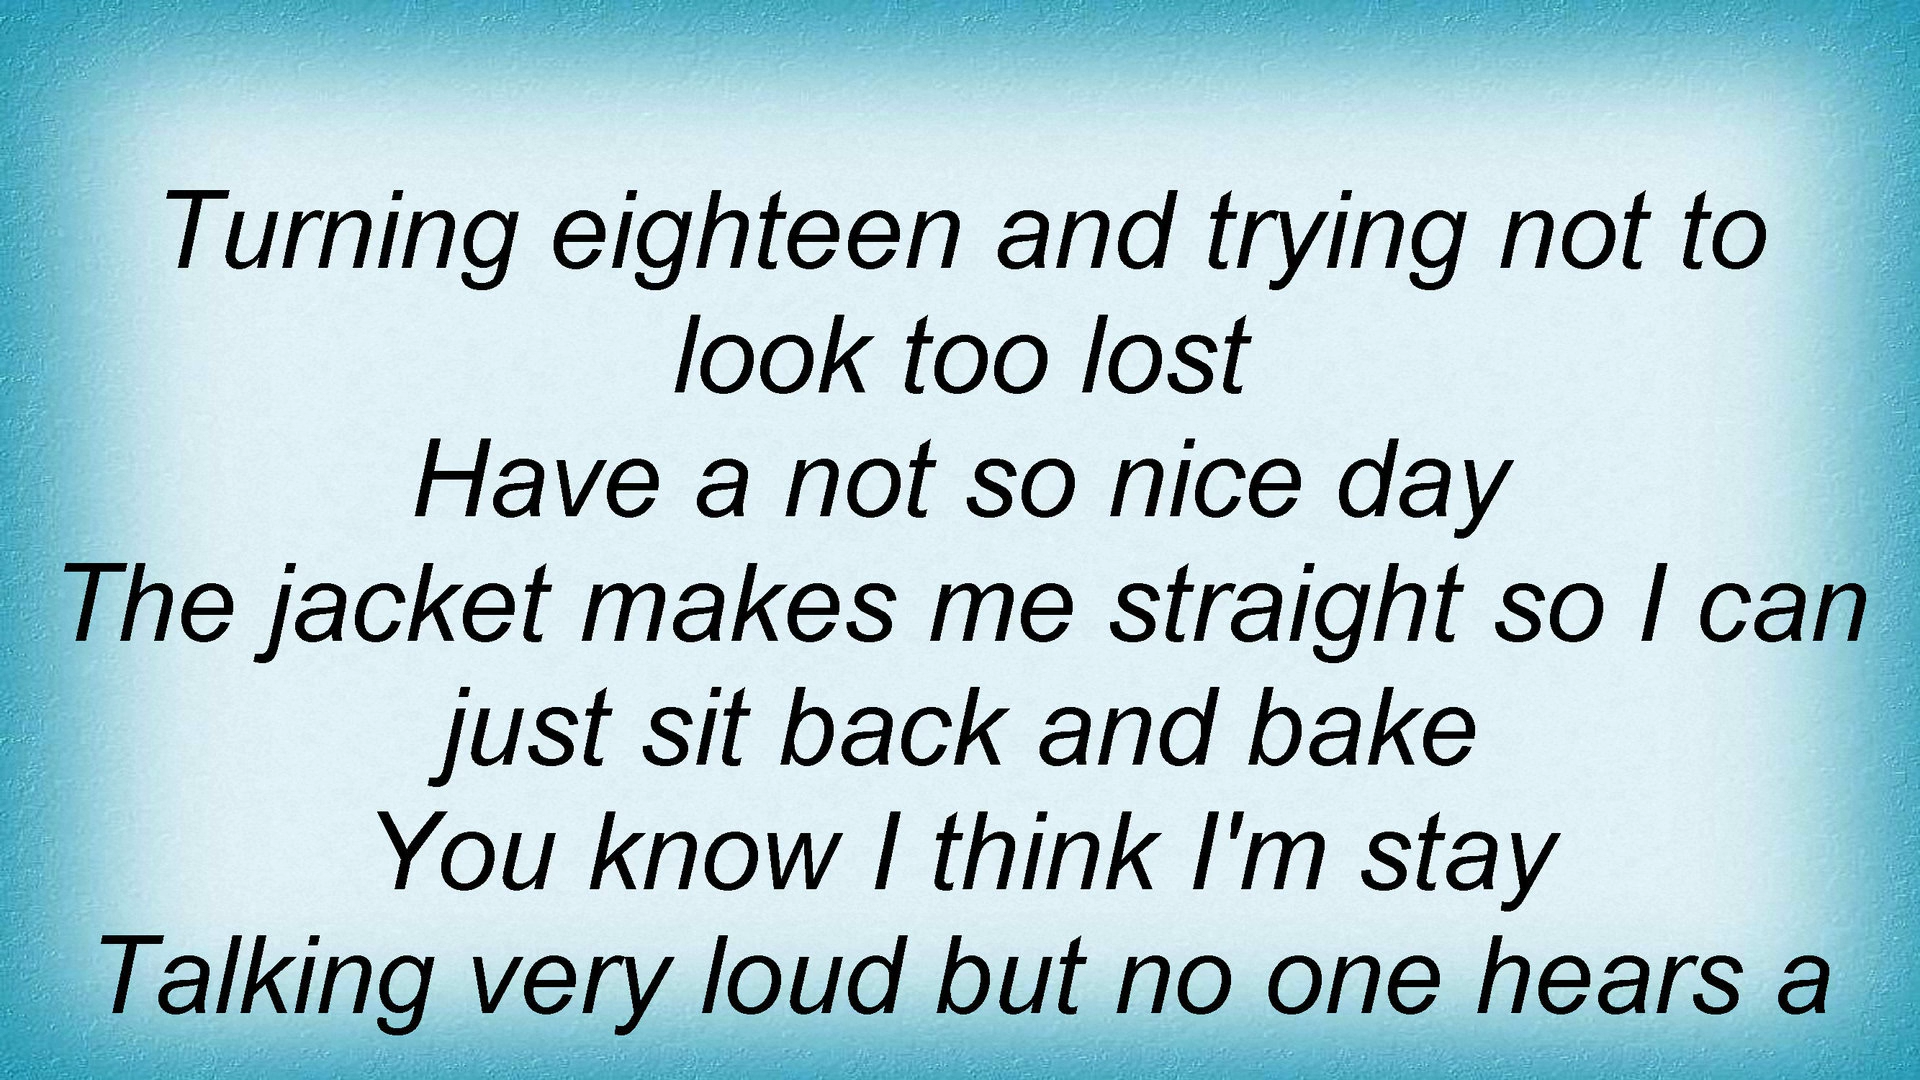 Turning eighteen and trying not to
look too lost
Have a not so nice day
The jacket makes me straight so I can
just sit back and bake
You know I think I'm stay
Talking very loud but no one hears a